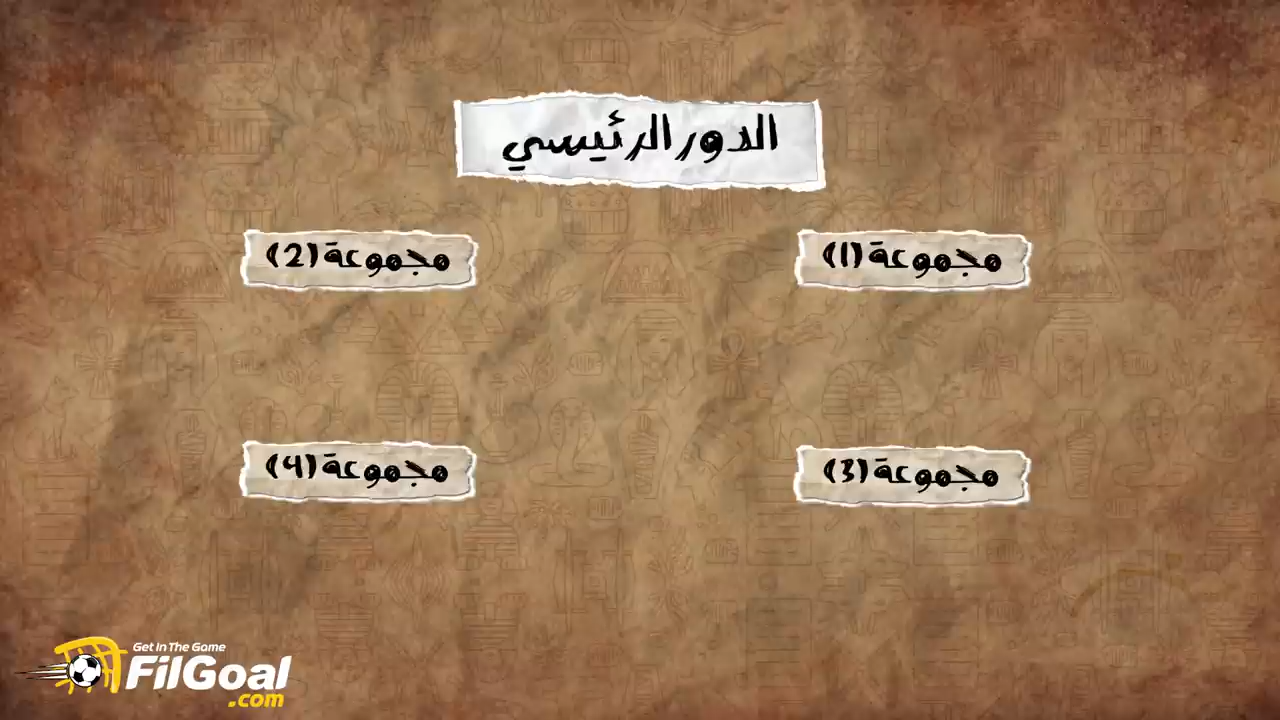 الدور الرئيسي
مجموعة (1)
مجموعة (2)
مجموعة (3)
مجموعة (4)
Get In The Game
FilGoal
.com